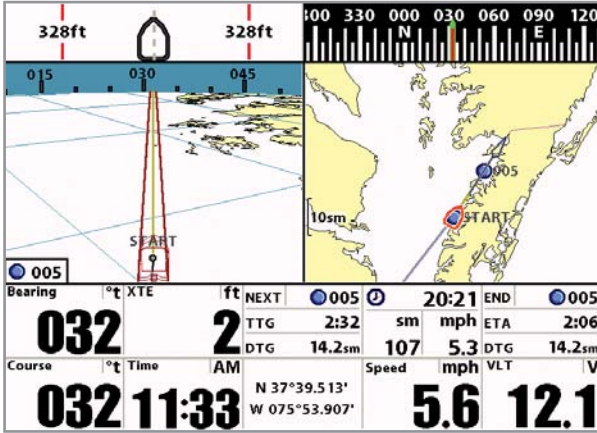 328ft 328ft
300 330 000 030 060 090 120
N E
015 030 045
START
005
005
START
10sm
Bearing °t 032
XTE ft 2
NEXT 005
TTG 2:32
DTG 14.2sm
20:21
sm mph
107 5.3
END 005
ETA 2:06
DTG 14.2sm
Course °t 032
Time AM 11:33
N 37°39.513'
W 075°53.907'
Speed mph 5.6
VLT V 12.1